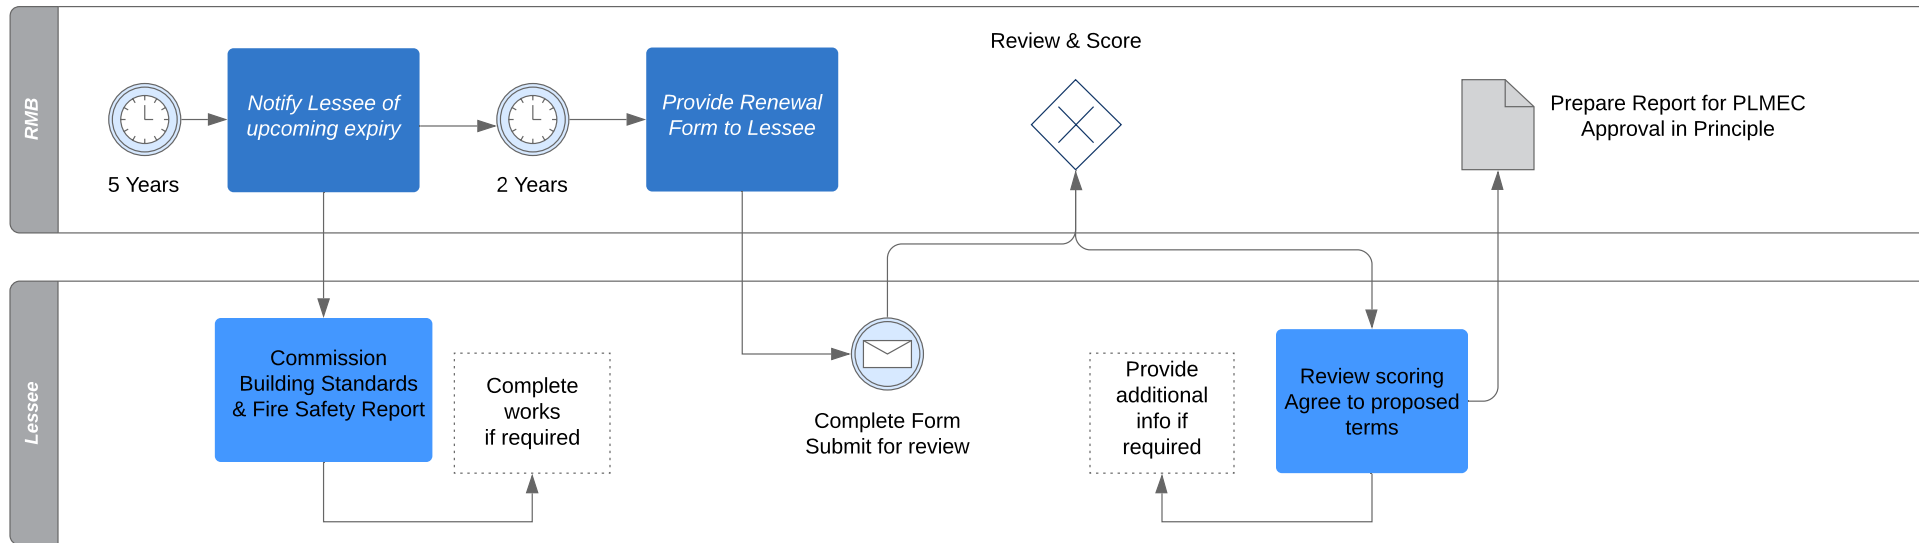 RMB
5 Years
Notify Lessee of
upcoming expiry
2 Years
Provide Renewal
Form to Lessee
Review & Score
Prepare Report for PLMEC
Approval in Principle
Lessee
Commission
Building Standards
& Fire Safety Report
Complete
works
if required
Complete Form
Submit for review
Provide
additional
info if
required
Review scoring
Agree to proposed
terms